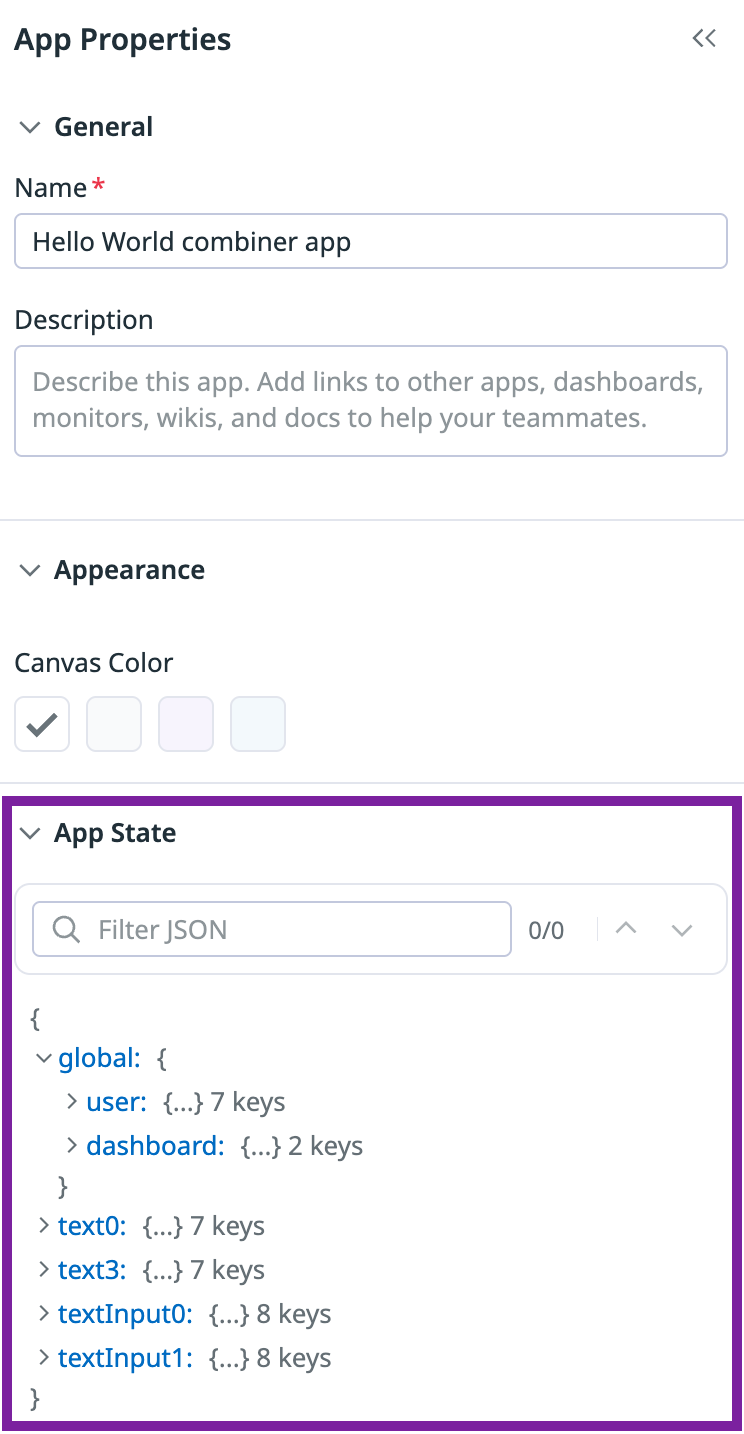 App Properties
General
Name*
Hello World combiner app
Description
Describe this app. Add links to other apps, dashboards,
monitors, wikis, and docs to help your teammates.
Appearance
Canvas Color
App State
Filter JSON 0/0
{
global: {
user: {...} 7 keys
dashboard: {...} 2 keys
}
text0: {...} 7 keys
text3: {...} 7 keys
textInput0: {...} 8 keys
textInput1: {...} 8 keys
}